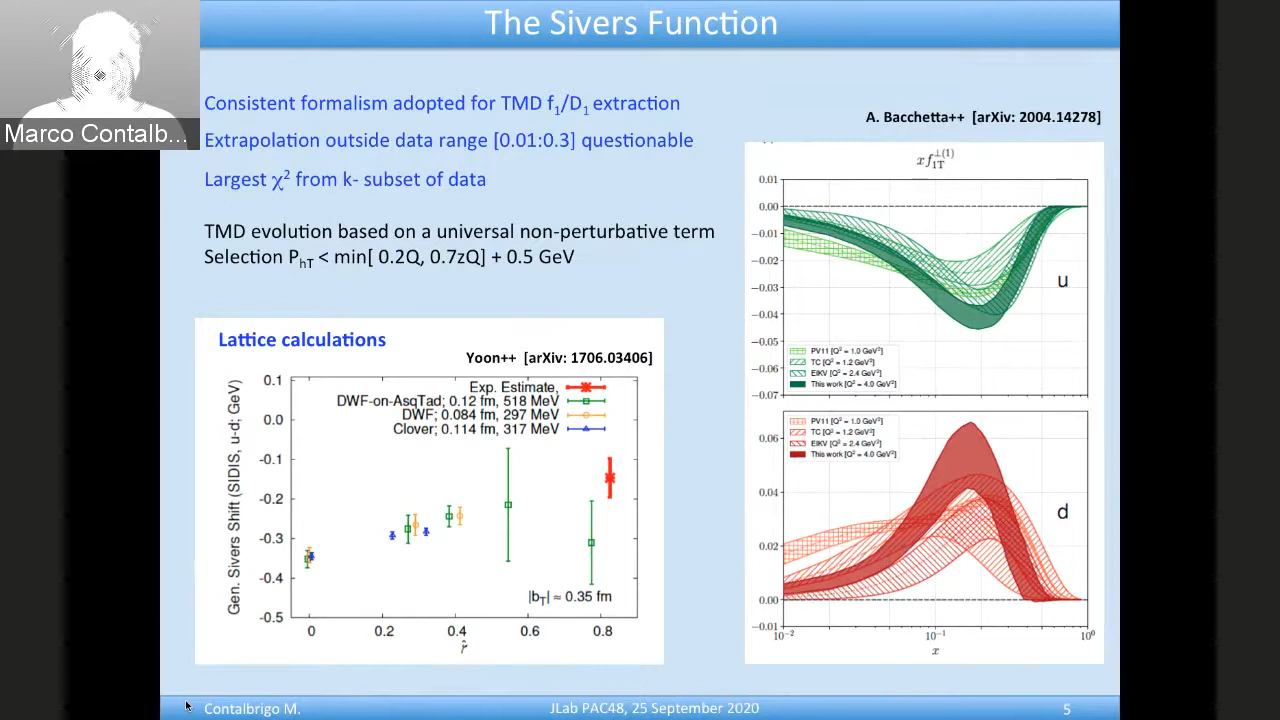 The Sivers Function
Marco Contalb...
Consistent formalism adopted for TMD f1/D1 extraction
Extrapolation outside data range [0.01:0.3] questionable
Largest χ2 from k- subset of data
TMD evolution based on a universal non-perturbative term
Selection PhT < min[ 0.2Q, 0.7zQ] + 0.5 GeV
Lattice calculations
Yoon++ [arXiv: 1706.03406]
Exp. Estimate,
DWF-on-AsqTad; 0.12 fm, 518 MeV
DWF; 0.084 fm, 297 MeV
Clover; 0.114 fm, 317 MeV
Gen. Sivers Shift (SIDIS, u-d; GeV)
0.1
0.0
-0.1
-0.2
-0.3
-0.4
-0.5
|bT| ≈ 0.35 fm
0 0.2 0.4 0.6 0.8
r̂
A. Bacchetta++ [arXiv: 2004.14278]
xf⊥(1)1T
0.01
0.00
−0.01
−0.02
−0.03
−0.04
−0.05
−0.06
−0.07
u
PV11 [Q² = 1.0 GeV²]
TC [Q² = 1.2 GeV²]
EIKV [Q² = 2.4 GeV²]
This work [Q² = 4.0 GeV²]
PV11 [Q² = 1.0 GeV²]
TC [Q² = 1.2 GeV²]
EIKV [Q² = 2.4 GeV²]
This work [Q² = 4.0 GeV²]
0.06
0.04
0.02
0.00
−0.01
d
10−2 10−1 100
x
Contalbrigo M.
JLab PAC48, 25 September 2020
5